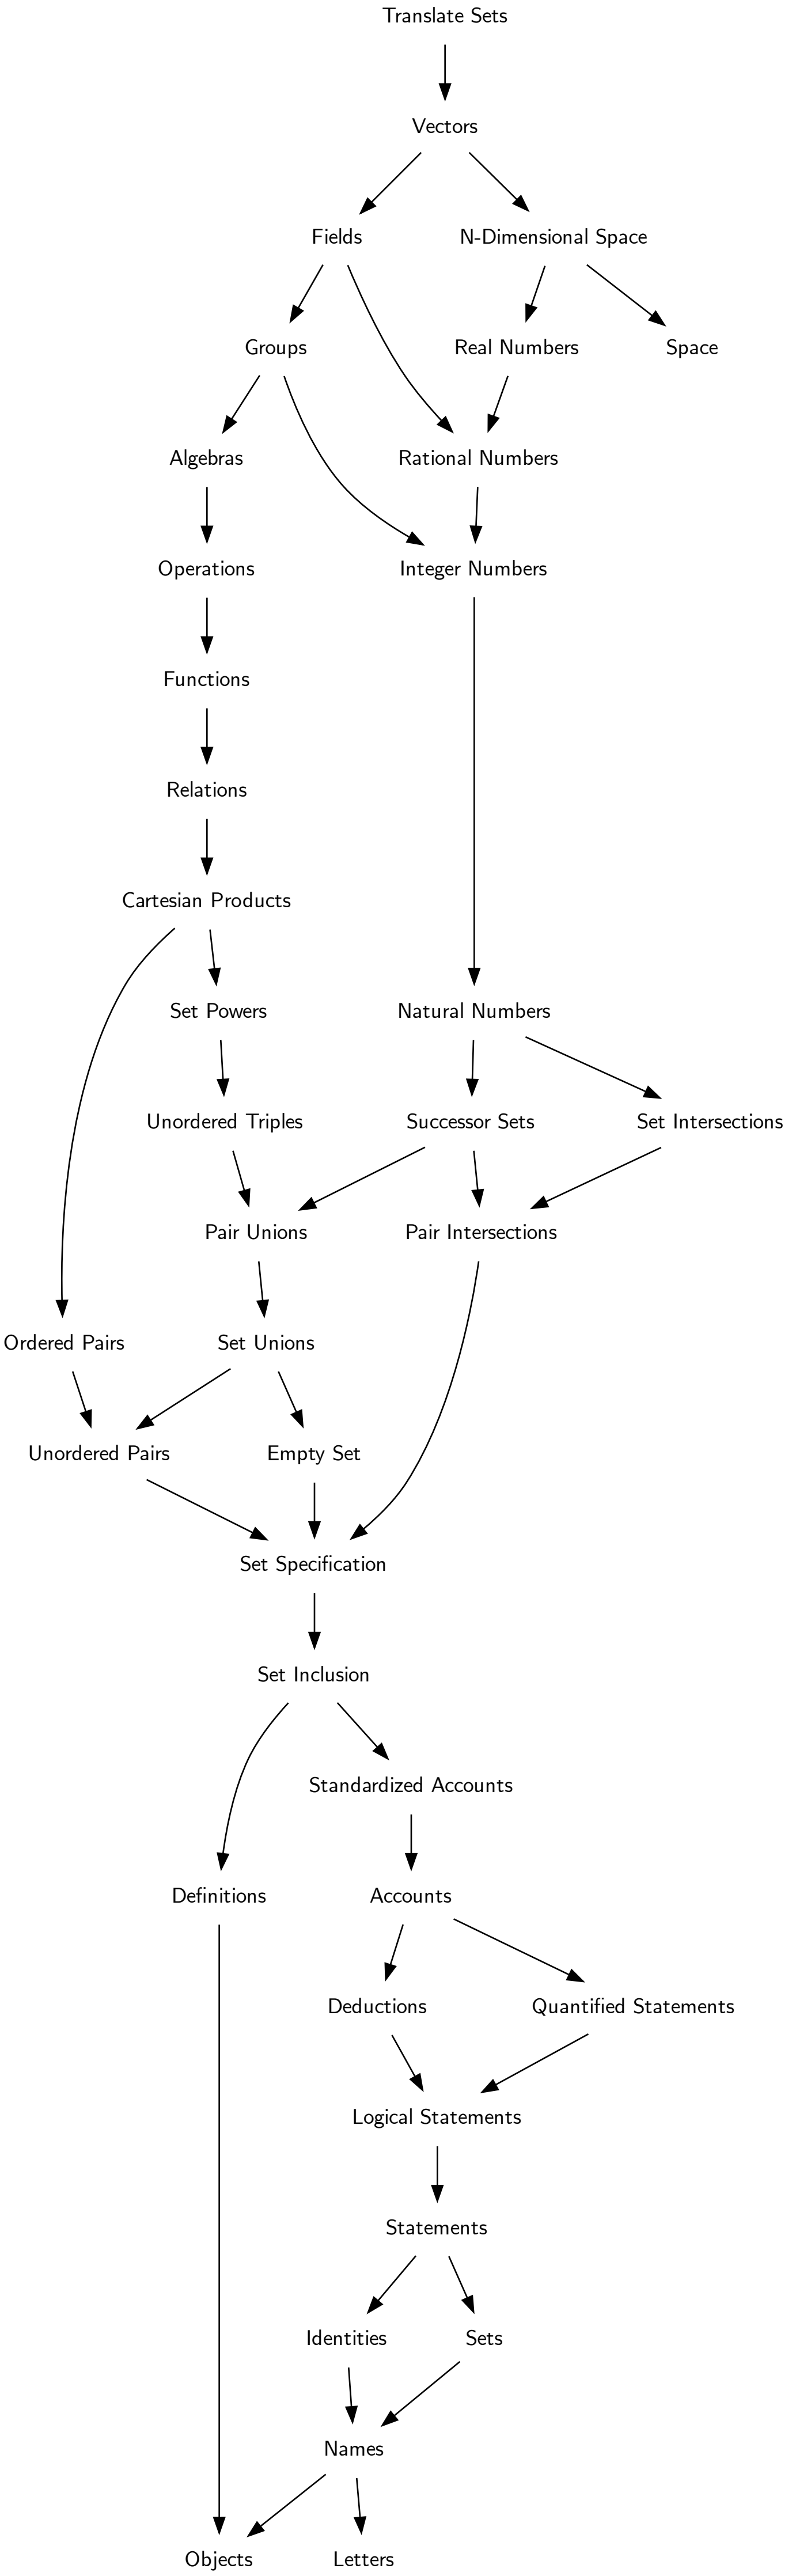 Translate Sets
Vectors
Fields
N-Dimensional Space
Groups
Real Numbers
Space
Algebras
Rational Numbers
Operations
Integer Numbers
Functions
Relations
Cartesian Products
Set Powers
Natural Numbers
Unordered Triples
Successor Sets
Set Intersections
Pair Unions
Pair Intersections
Ordered Pairs
Set Unions
Unordered Pairs
Empty Set
Set Specification
Set Inclusion
Standardized Accounts
Definitions
Accounts
Deductions
Quantified Statements
Logical Statements
Statements
Identities
Sets
Names
Objects
Letters